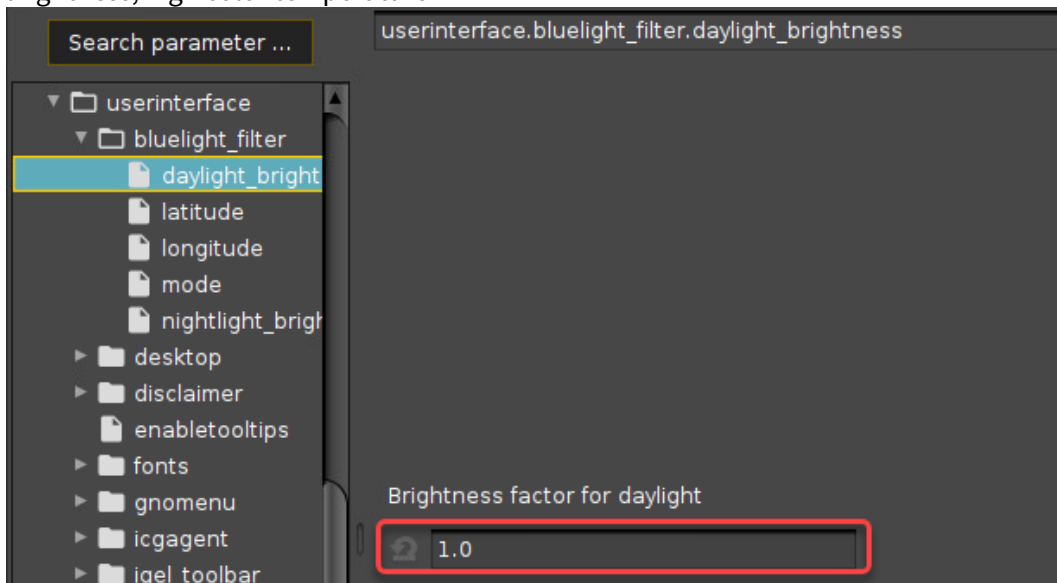 Search parameter ...
userinterface.bluelight_filter.daylight_brightness
userinterface
bluelight_filter
daylight_bright
latitude
longitude
mode
nightlight_brigh
desktop
disclaimer
enabletooltips
fonts
gnomenu
icgagent
igel_toolbar
Brightness factor for daylight
1.0